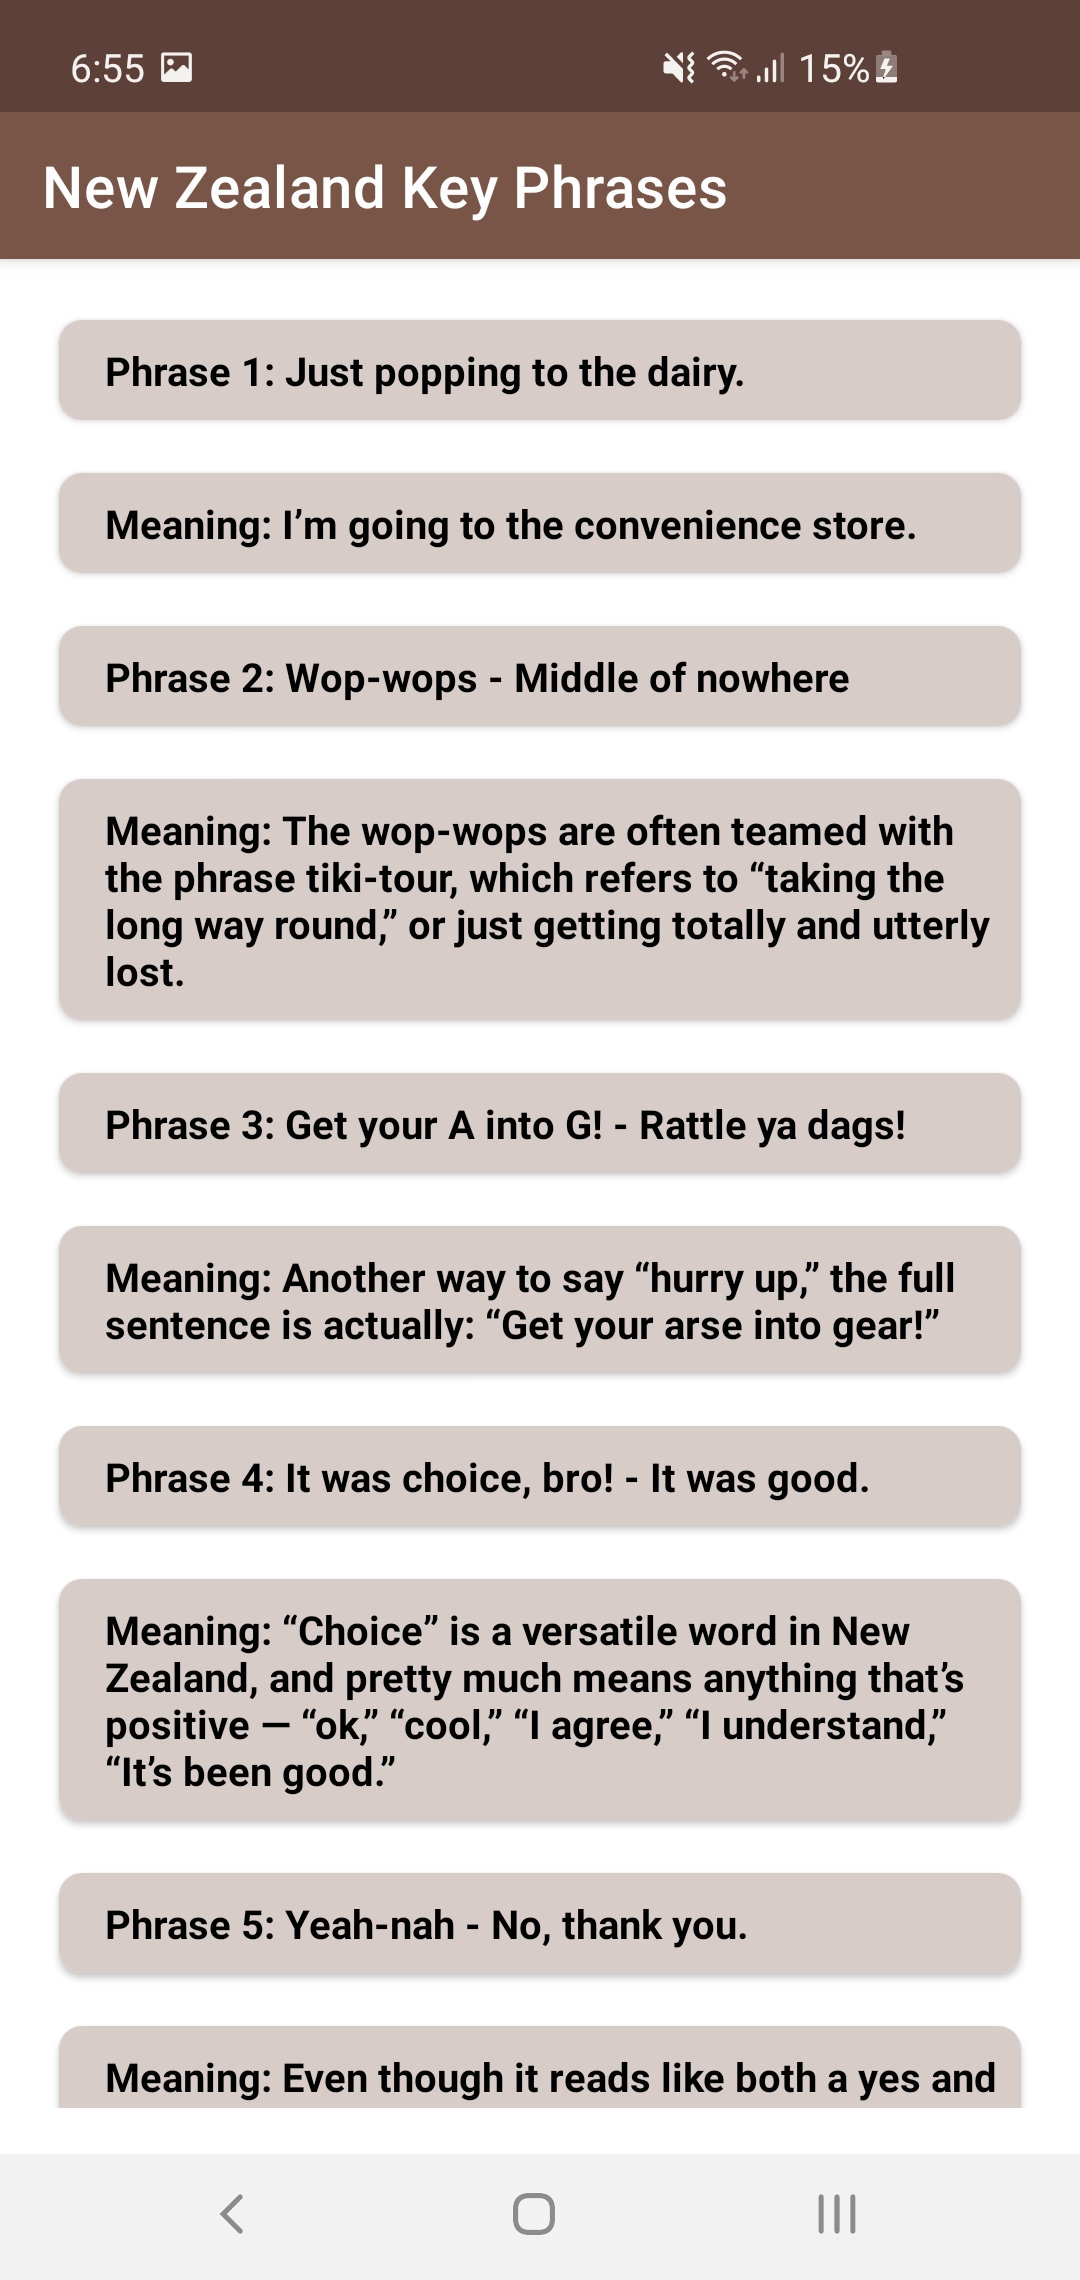 6:55
15%
New Zealand Key Phrases
Phrase 1: Just popping to the dairy.
Meaning: I’m going to the convenience store.
Phrase 2: Wop-wops - Middle of nowhere
Meaning: The wop-wops are often teamed with
the phrase tiki-tour, which refers to “taking the
long way round,” or just getting totally and utterly
lost.
Phrase 3: Get your A into G! - Rattle ya dags!
Meaning: Another way to say “hurry up,” the full
sentence is actually: “Get your arse into gear!”
Phrase 4: It was choice, bro! - It was good.
Meaning: “Choice” is a versatile word in New
Zealand, and pretty much means anything that’s
positive — “ok,” “cool,” “I agree,” “I understand,”
“It’s been good.”
Phrase 5: Yeah-nah - No, thank you.
Meaning: Even though it reads like both a yes and